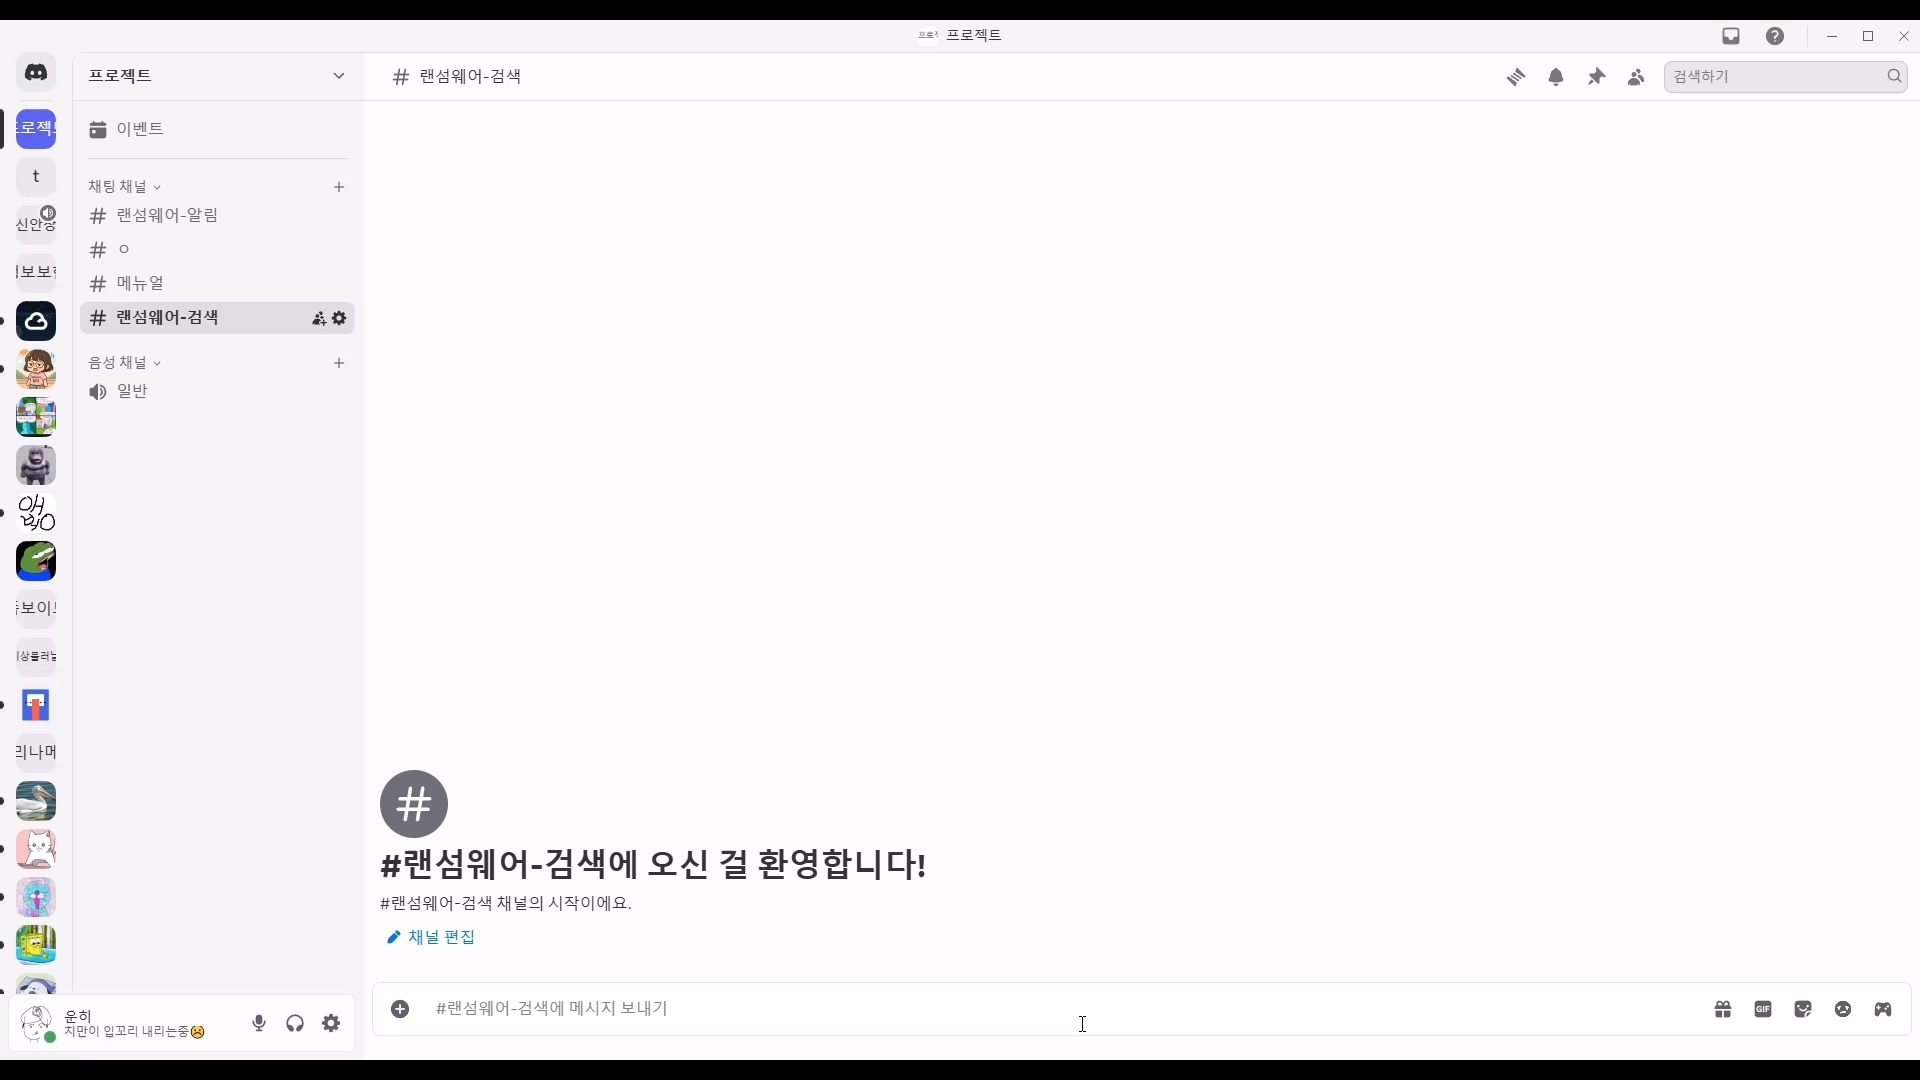 프로젝트
프로젝트
랜섬웨어-검색
검색하기
t
이벤트
채팅 채널
랜섬웨어-알림
ㅇ
메뉴얼
랜섬웨어-검색
음성 채널
일반
#랜섬웨어-검색에 오신 걸 환영합니다!
#랜섬웨어-검색 채널의 시작이에요.
채널 편집
#랜섬웨어-검색에 메시지 보내기
GIF
운히
치만이 입꼬리 내리는중☹️